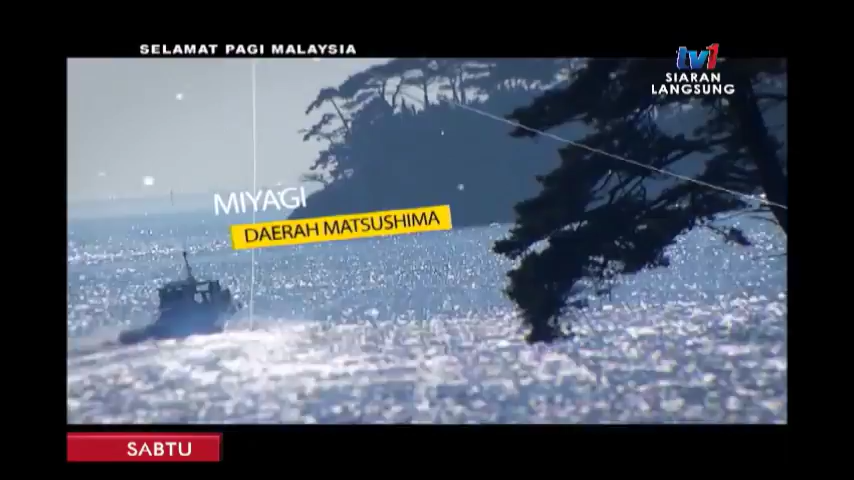 SELAMAT PAGI MALAYSIA
tv1
SIARAN
LANGSUNG
MIYAGI
DAERAH MATSUSHIMA
SABTU